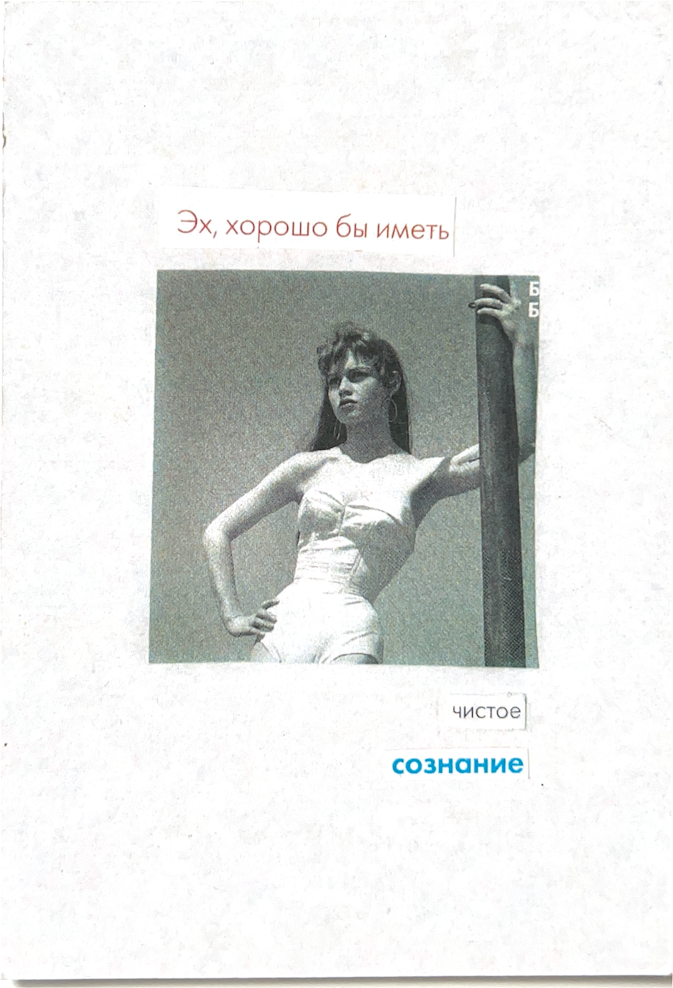 Эх, хорошо бы иметь
Б
Б
чистое
сознание